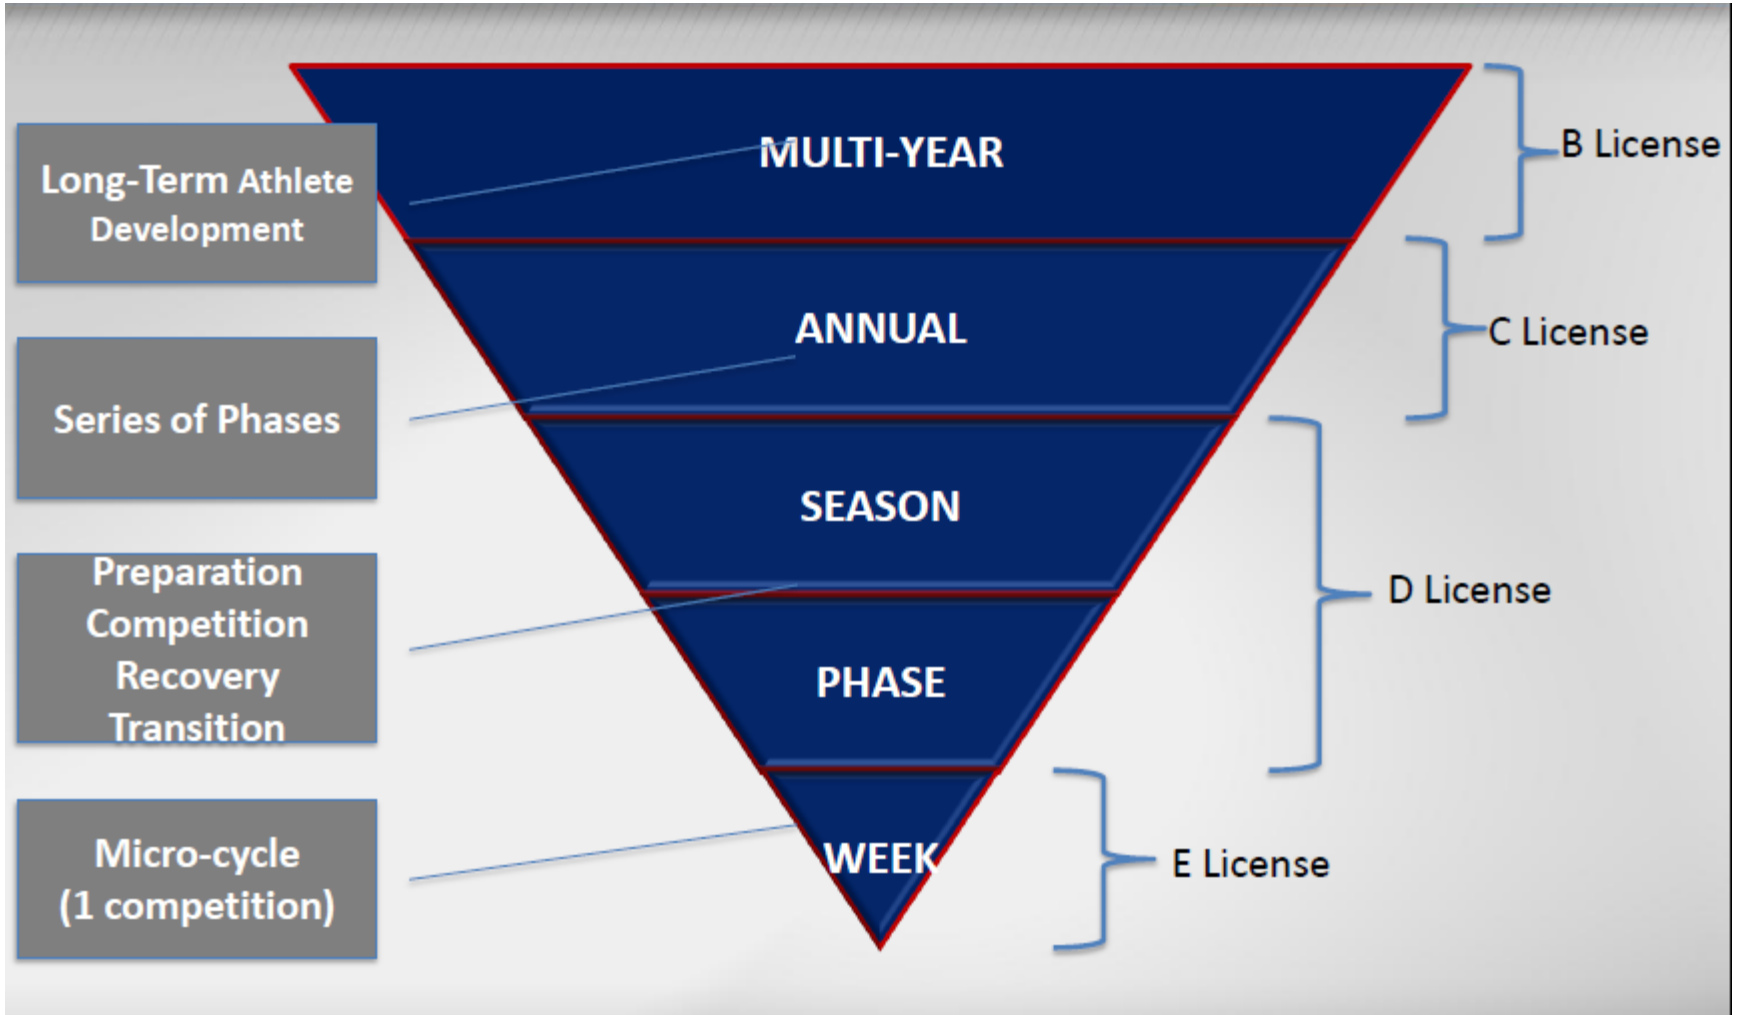 Long-Term Athlete
Development
Series of Phases
Preparation
Competition
Recovery
Transition
Micro-cycle
(1 competition)
MULTI-YEAR
ANNUAL
SEASON
PHASE
WEEK
B License
C License
D License
E License